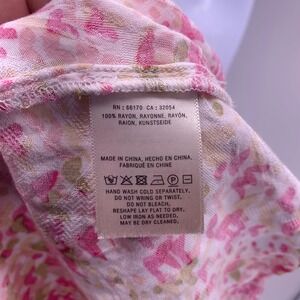 RN: 66170 CA: 32054
100% RAYON, RAYONNE, RAYÓN,
RAION, KUNSTSEIDE
MADE IN CHINA, HECHO EN CHINA,
FABRIQUÉ EN CHINE
P
HAND WASH COLD SEPARATELY.
DO NOT WRING OR TWIST.
DO NOT BLEACH.
RESHAPE LAY FLAT TO DRY.
LOW IRON AS NEEDED.
MAY BE DRY CLEANED.